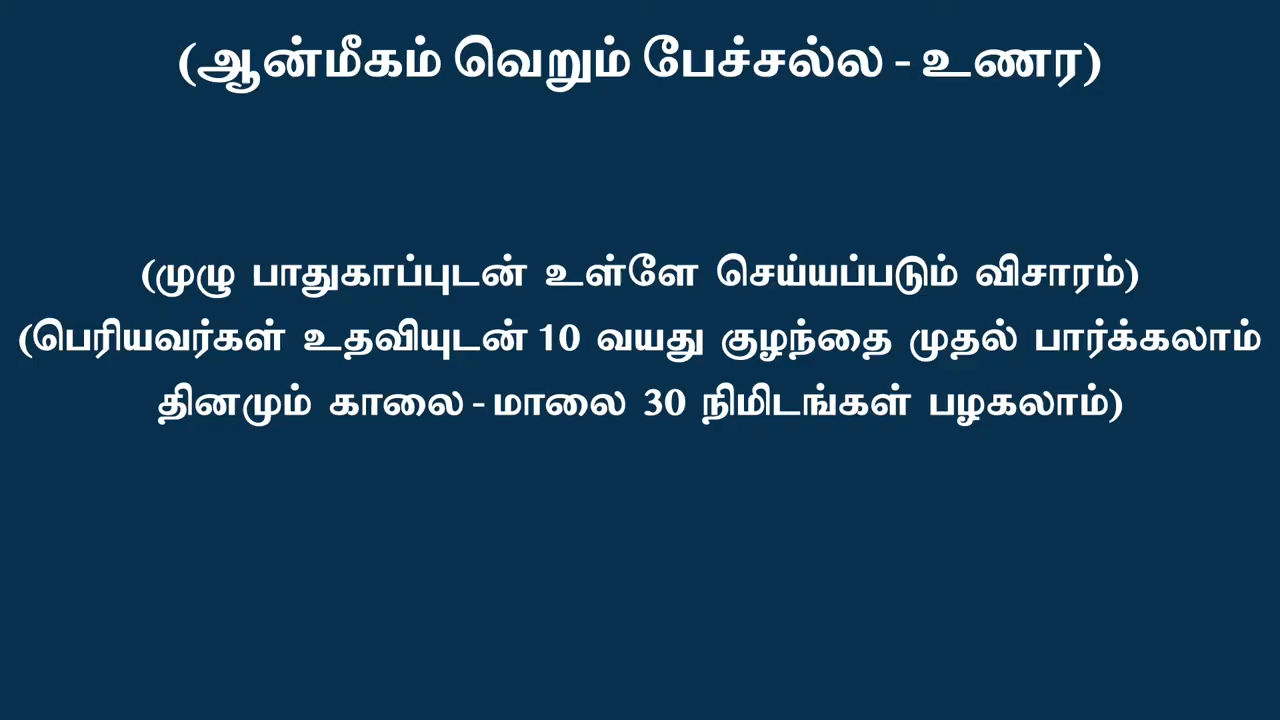 (ஆன்மீகம் வெறும் பேச்சல்ல - உணர)
(முழு பாதுகாப்புடன் உள்ளே செய்யப்படும் விசாரம்)
(பெரியவர்கள் உதவியுடன் 10 வயது குழந்தை முதல் பார்க்கலாம்
தினமும் காலை - மாலை 30 நிமிடங்கள் பழகலாம்)